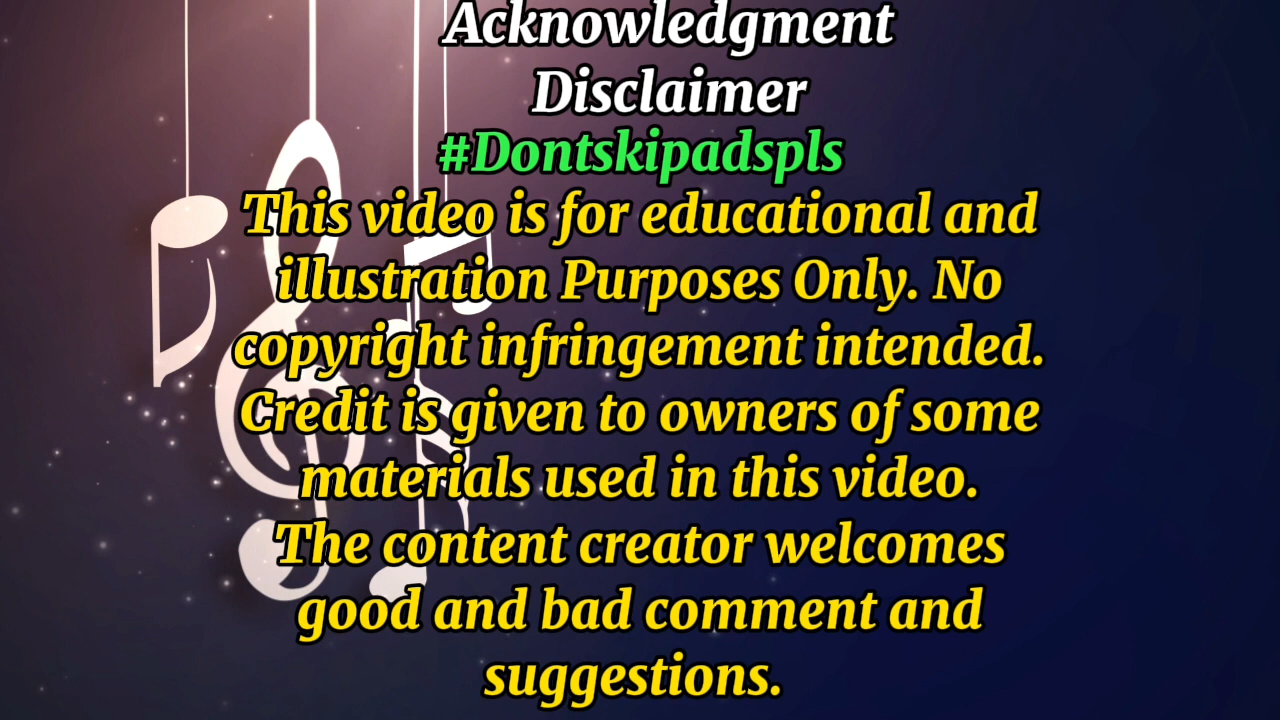 Acknowledgment
Disclaimer
#Dontskipadspls
This video is for educational and
illustration Purposes Only. No
copyright infringement intended.
Credit is given to owners of some
materials used in this video.
The content creator welcomes
good and bad comment and
suggestions.